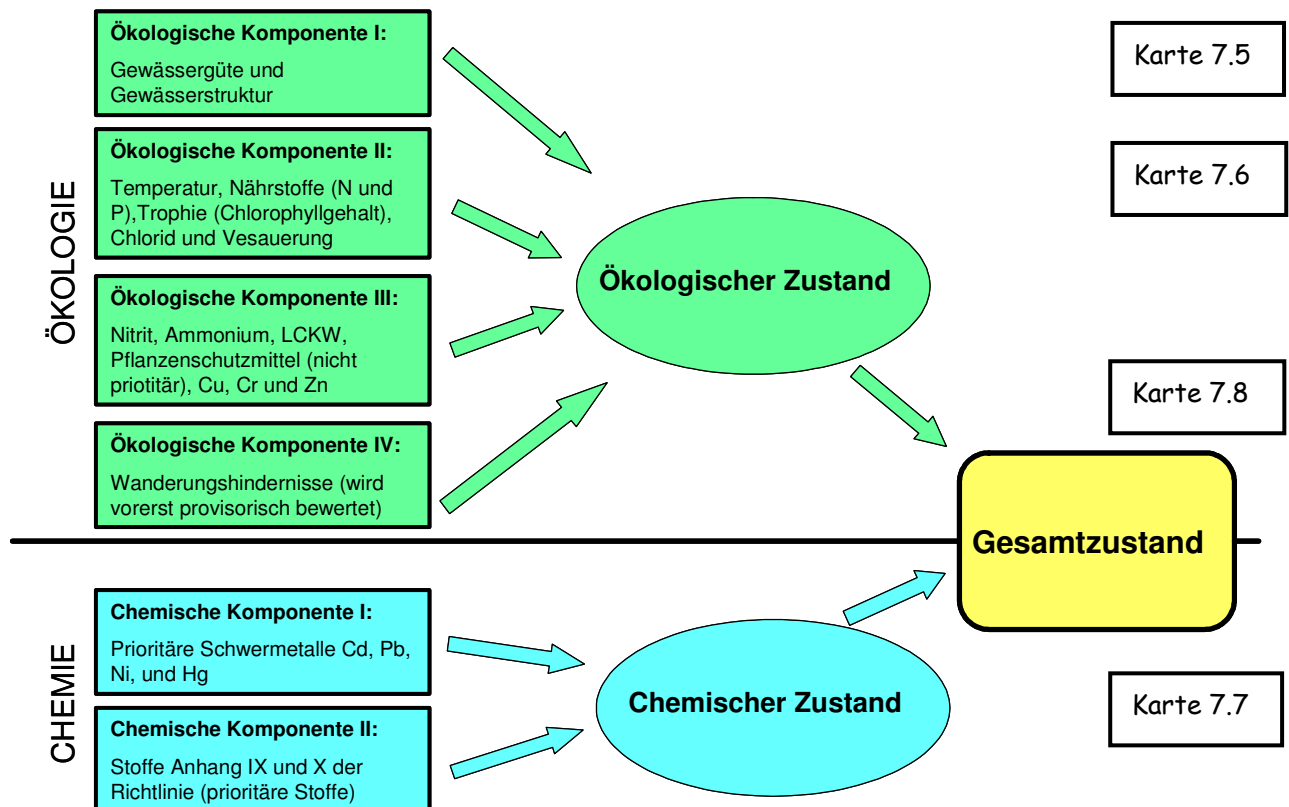 ÖKOLOGIE
Ökologische Komponente I:
Gewässergüte und
Gewässerstruktur
Ökologische Komponente II:
Temperatur, Nährstoffe (N und
P),Trophie (Chlorophyllgehalt),
Chlorid und Vesauerung
Ökologische Komponente III:
Nitrit, Ammonium, LCKW,
Pflanzenschutzmittel (nicht
priotitär), Cu, Cr und Zn
Ökologische Komponente IV:
Wanderungshindernisse (wird
vorerst provisorisch bewertet)
Ökologischer Zustand
Karte 7.5
Karte 7.6
Karte 7.8
Gesamtzustand
CHEMIE
Chemische Komponente I:
Prioritäre Schwermetalle Cd, Pb,
Ni, und Hg
Chemische Komponente II:
Stoffe Anhang IX und X der
Richtlinie (prioritäre Stoffe)
Chemischer Zustand
Karte 7.7